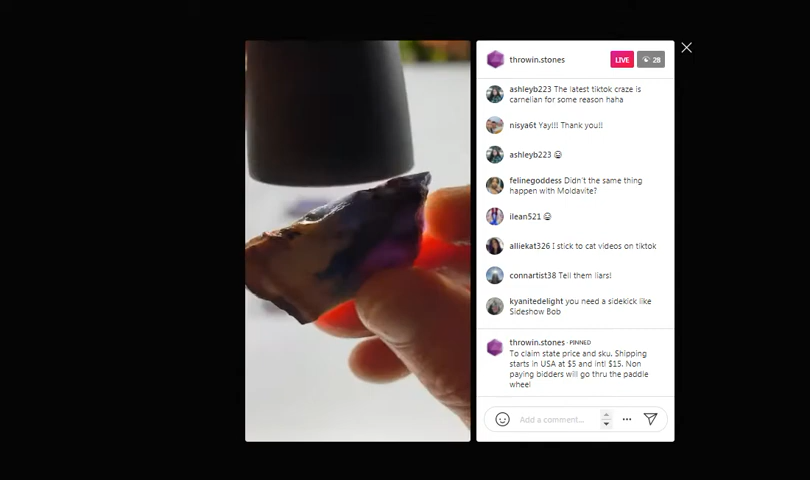 throwin.stones
LIVE
28
ashleyb223 The latest tiktok craze is
carnelian for some reason haha
nisya6t Yay!!! Thank you!!
ashleyb223
felinegoddess Didn't the same thing
happen with Moldavite?
ilean521
alliekat326 I stick to cat videos on tiktok
connartist38 Tell them liars!
kyanitedelight you need a sidekick like
Sideshow Bob
throwin.stones · PINNED
To claim state price and sku. Shipping
starts in USA at $5 and intl $15. Non
paying bidders will go thru the paddle
wheel
Add a comment...